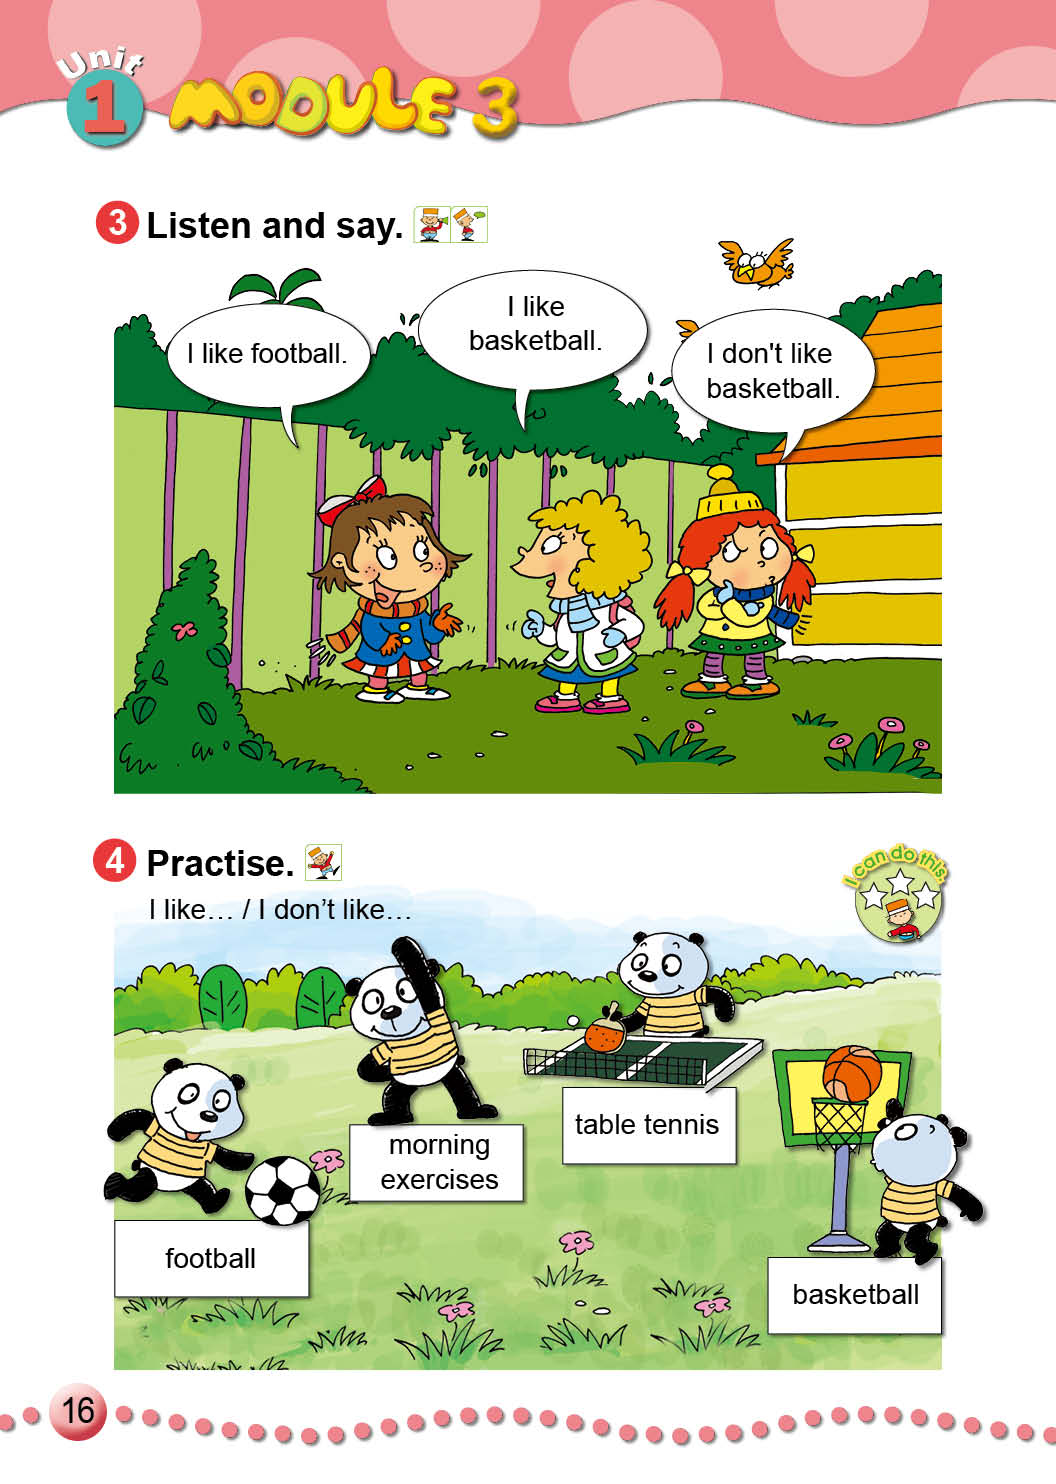 Unit
1 MODULE 3
3 Listen and say.
I like football.
I like
basketball.
I don't like
basketball.
4 Practise.
I can do this.
I like… / I don’t like…
table tennis
morning
exercises
football
basketball
16